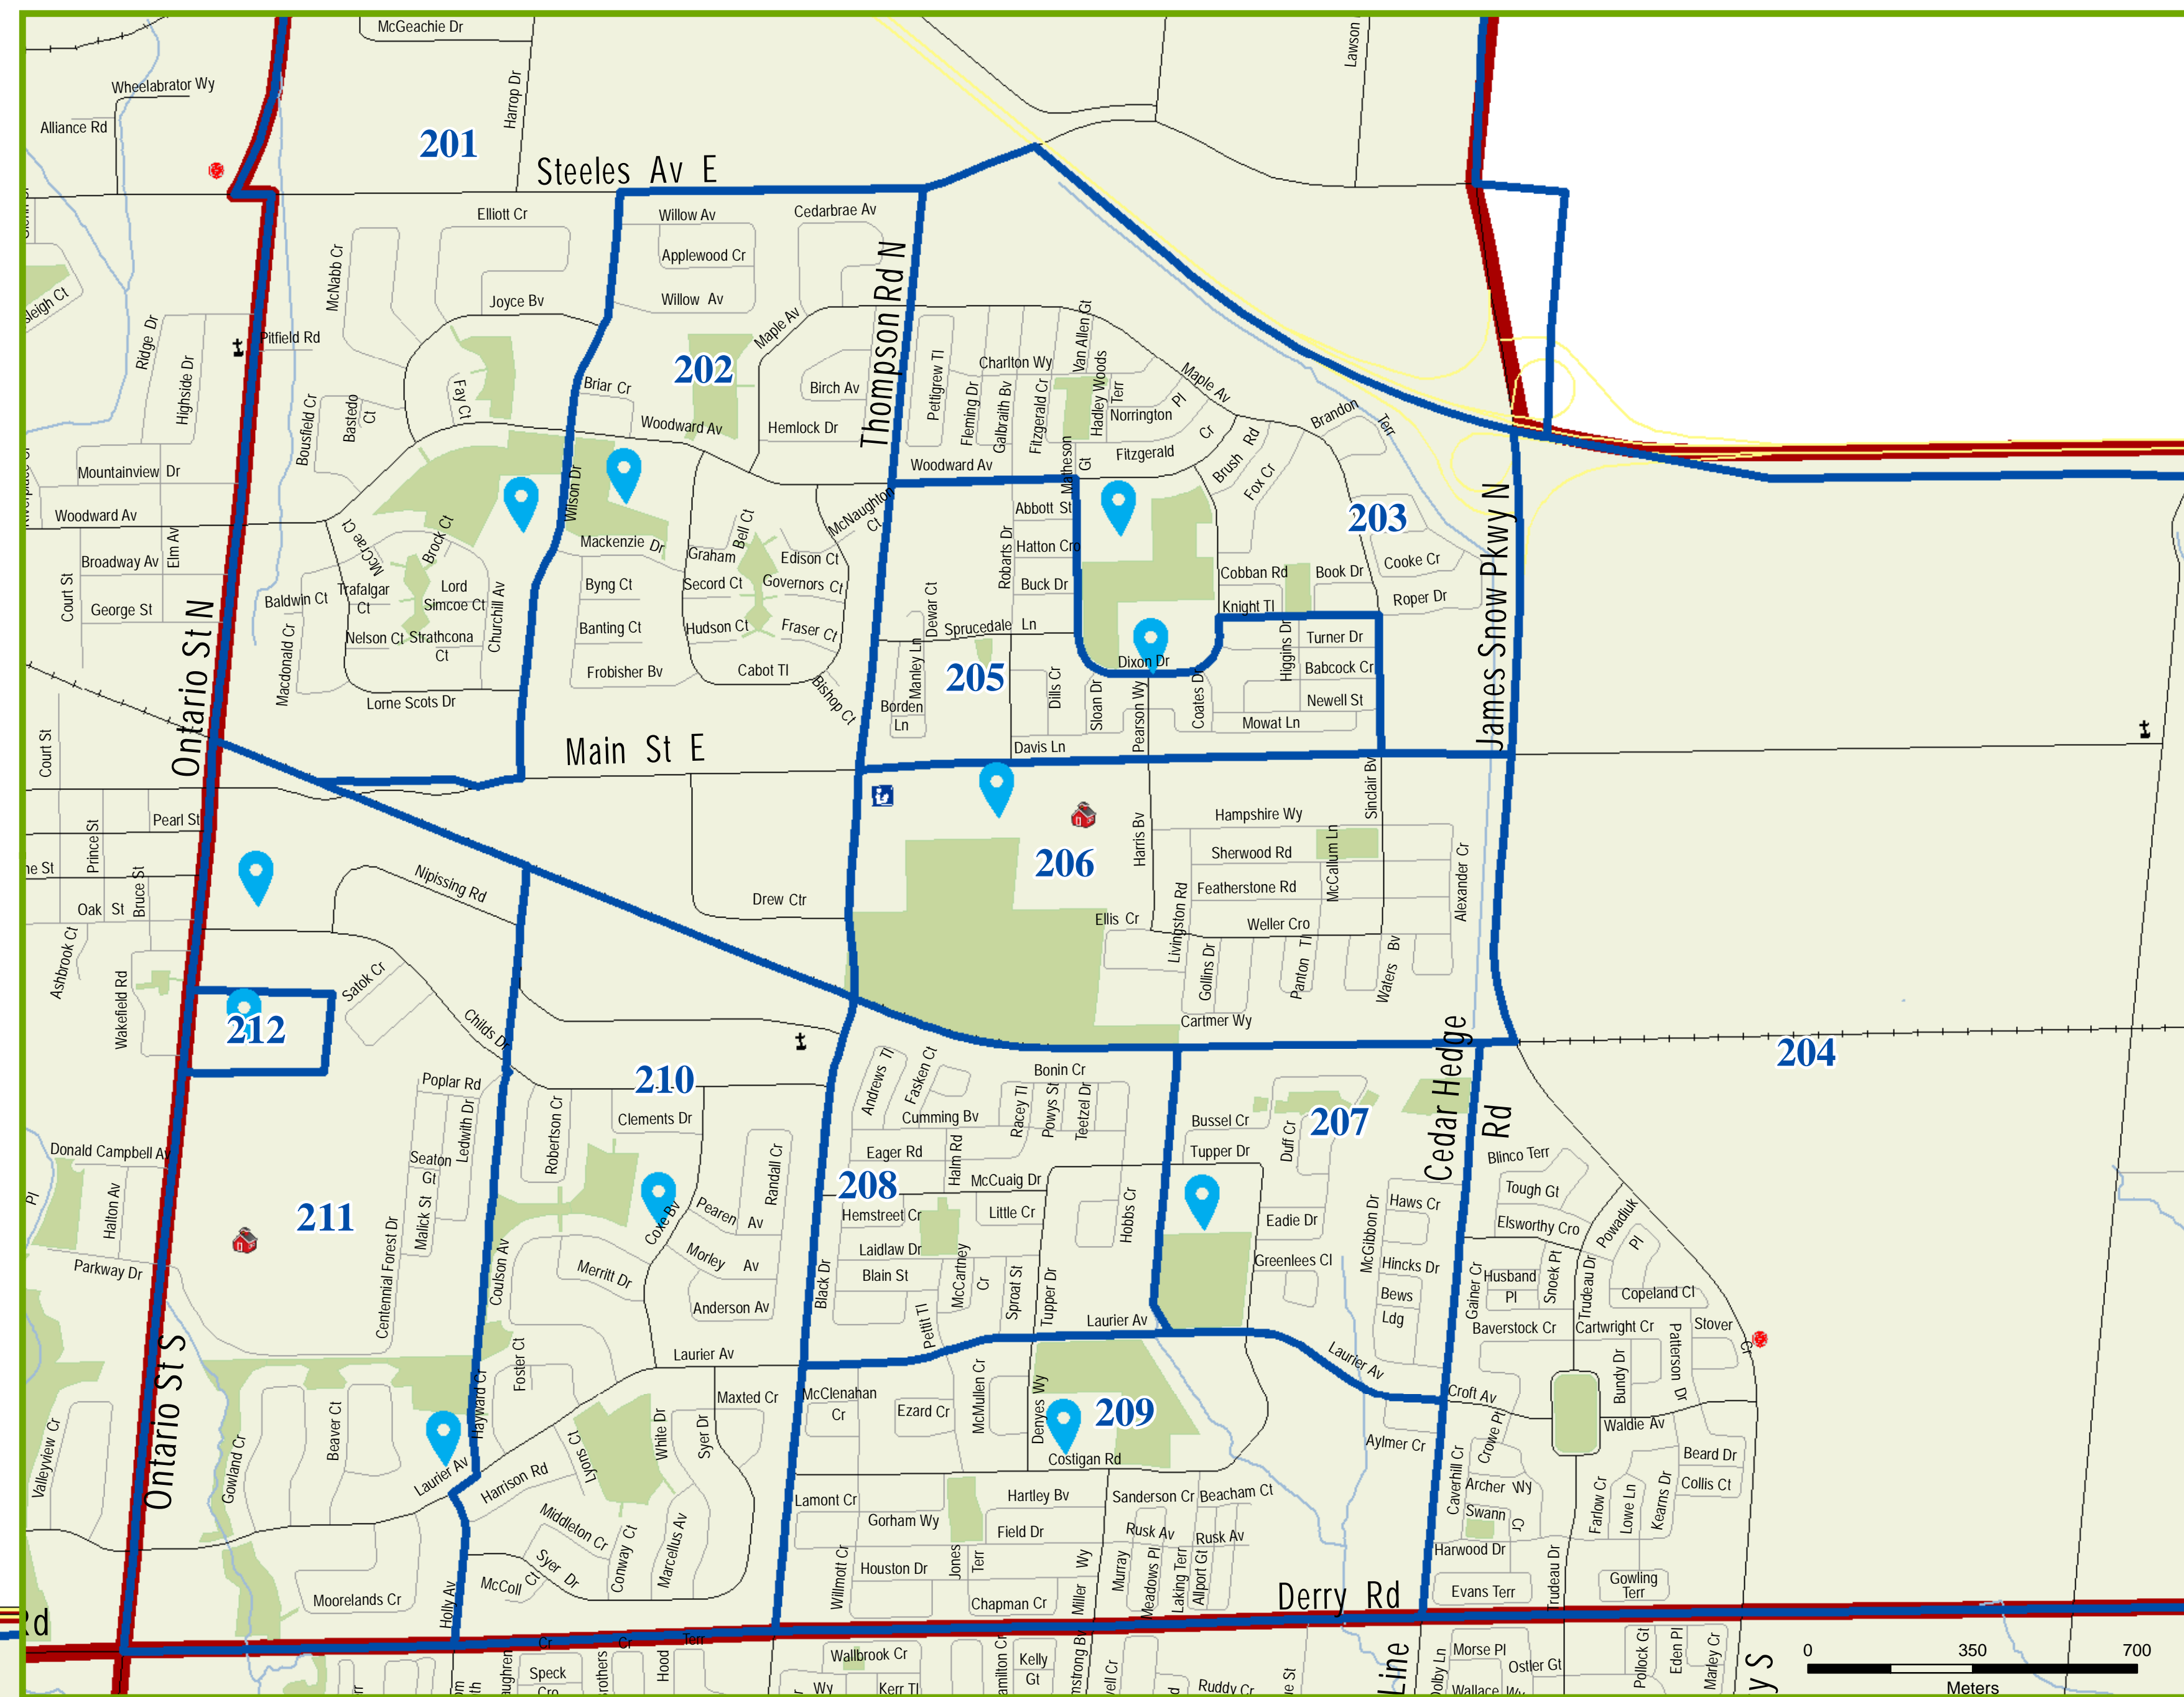 McGeachie Dr
Lawson
Wheelabrator Wy
Alliance Rd
Harrop Dr
201
Steeles Av E
Elliott Cr
Willow Av
Cedarbrae Av
Applewood Cr
McNabb Cr
Thompson Rd N
Joyce Bv
Willow Av
Maple Av
Ridge Dr
Highside Dr
Pitfield Rd
202
Fay Ct
Briar Cr
Birch Av
Woodward Av
Hemlock Dr
Bousfield Cr
Bastedo
Ct
Pettigrew Tl
Fleming Dr
Galbraith Bv
Fitzgerald Cr
Charlton Wy
Van Allen Gt
Hadley Woods
Terr
Norrington
Pl
Maple Av
Cr
Fitzgerald
Brush Rd
Fox Cr
Brandon
Terr
Woodward Av
Matheson
Gt
Mountainview Dr
Woodward Av
Broadway Av
Elm Av
Court St
George St
Ontario St N
McCrae Ct
Brock Ct
Trafalgar
Ct
Lord
Simcoe Ct
Baldwin Ct
Nelson Ct
Strathcona
Ct
Churchill Av
Macdonald Cr
Lorne Scots Dr
Wilson Dr
Mackenzie Dr
Graham
Bell Ct
Edison Ct
McNaughton
Ct
Byng Ct
Secord Ct
Governors Ct
Banting Ct
Hudson Ct
Fraser Ct
Frobisher Bv
Cabot Tl
Bishop Ct
Abbott St
Robarts Dr
Hatton Cro
Buck Dr
Dewar Ct
Sprucedale Ln
Manley Ln
205
Borden
Ln
Dills Cr
Sloan Dr
Pearson Wy
Coates Dr
Dixon Dr
Davis Ln
203
Cooke Cr
Cobban Rd
Book Dr
Knight Tl
Roper Dr
Higgins Dr
Turner Dr
Babcock Cr
Newell St
Mowat Ln
James Snow Pkwy N
Main St E
Court St
Pearl St
Prince St
Bruce St
Oak St
Ashbrook Ct
Wakefield Rd
Nipissing Rd
Drew Ctr
206
Harris Bv
Hampshire Wy
Sinclair Bv
Sherwood Rd
McCallum Ln
Featherstone Rd
Livingston Rd
Ellis Cr
Weller Cro
Alexander Cr
Gollins Dr
Panton Tl
Waters Bv
Cartmer Wy
Satok Cr
212
Childs Dr
210
204
Cedar Hedge
Rd
Poplar Rd
Ledwith Dr
Seaton
Gt
Mallick St
Centennial Forest Dr
Donald Campbell Av
Halton Av
Pl
Parkway Dr
211
Robertson Cr
Clements Dr
Randall Cr
Coxe Bv
Pearen
Av
Morley Av
Merritt Dr
Anderson Av
Coulson Av
Black Dr
Andrews Tl
Fasken Ct
Bonin Cr
Cumming Bv
Racey Tl
Powys St
Teetzel Dr
Eager Rd
Halm Rd
208
McCuaig Dr
Hemstreet Cr
Little Cr
Laidlaw Dr
Blain St
McCartney
Cr
Sproat St
Tupper Dr
Hobbs Cr
Pettit Tl
Laurier Av
207
Bussel Cr
Tupper Dr
Duff Cr
Eadie Dr
Greenlees Cl
McGibbon Dr
Haws Cr
Hincks Dr
Bews
Ldg
Laurier Av
Blinco Terr
Tough Gt
Elsworthy Cro
Powadiuk
Pl
Gainer Cr
Husband
Pl
Snoek Pt
Trudeau Dr
Copeland Cl
Baverstock Cr
Cartwright Cr
Patterson Dr
Stover
Cr
Croft Av
Bundy Dr
Waldie Av
Crowe Pl
Beard Dr
Collis Ct
Caverhill Cr
Archer Wy
Swann
Cr
Farlow Cr
Lowe Ln
Kearns Dr
Harwood Dr
Evans Terr
Trudeau Dr
Gowling
Terr
Ontario St S
Valleyview Cr
Gowland Cr
Beaver Ct
Hayward Cr
Foster Ct
Laurier Av
Laurier Av
Harrison Rd
Lyons Ct
White Dr
Syer Dr
Maxted Cr
Middleton Cr
Syer Dr
Conway Ct
Marcellus Av
McColl Ct
Moorelands Cr
Holly Av
McClenahan
Cr
Ezard Cr
McMullen Cr
Denyes Wy
209
Costigan Rd
Aylmer Cr
Lamont Cr
Hartley Bv
Sanderson Cr
Beacham Ct
Gorham Wy
Field Dr
Rusk Av
Rusk Av
Willmott Cr
Houston Dr
Jones
Terr
Chapman Cr
Miller Wy
Murray
Meadows Pl
Laking Terr
Allport Gt
Derry Rd
Rd
Cr
Cr
Terr
Speck
Cro
Hood
Wallbrook Cr
Wy
Kerr Tl
Kelly
Gt
Ruddy Cr
Line
Morse Pl
Ostler Gt
Wallace Wy
Pollock Gt
Eden Pl
Marley Cr
y S
0 350 700
Meters